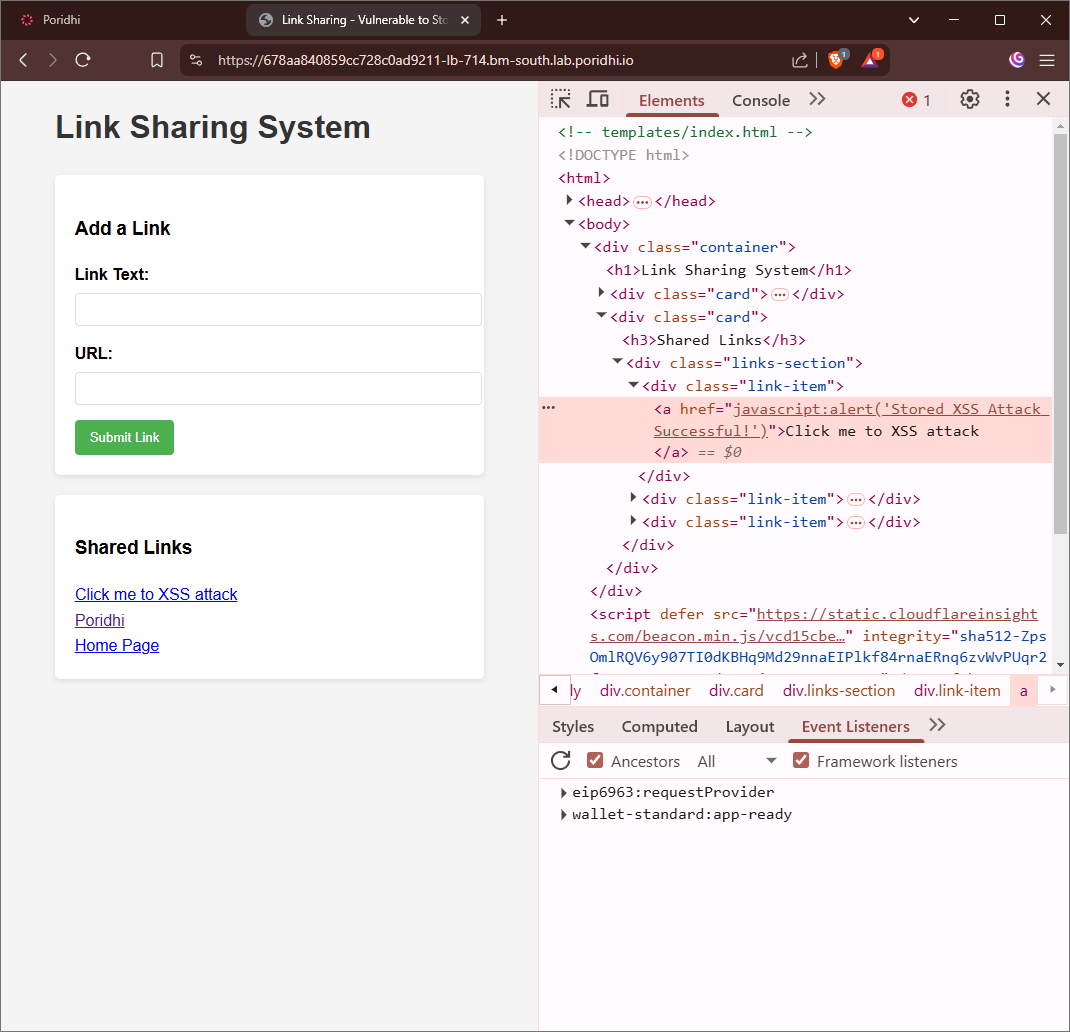 Poridhi
Link Sharing - Vulnerable to Sto
https://678aa840859cc728c0ad9211-lb-714.bm-south.lab.poridhi.io
1
1
Link Sharing System
Add a Link
Link Text:
URL:
Submit Link
Shared Links
Click me to XSS attack
Poridhi
Home Page
Elements
Console
1
<!-- templates/index.html -->
<!DOCTYPE html>
<html>
<head>…</head>
<body>
<div class="container">
<h1>Link Sharing System</h1>
<div class="card">…</div>
<div class="card">
<h3>Shared Links</h3>
<div class="links-section">
<div class="link-item">
<a href="javascript:alert('Stored XSS Attack
Successful!')">Click me to XSS attack
</a> == $0
</div>
<div class="link-item">…</div>
<div class="link-item">…</div>
</div>
</div>
</div>
<script defer src="https://static.cloudflareinsight
s.com/beacon.min.js/vcd15cbe…" integrity="sha512-Zps
OmlRQV6y907TI0dKBHq9Md29nnaEIPlkf84rnaERnq6zvWvPUqr2
ly div.container div.card div.links-section div.link-item a
Styles Computed Layout Event Listeners
Ancestors All Framework listeners
eip6963:requestProvider
wallet-standard:app-ready